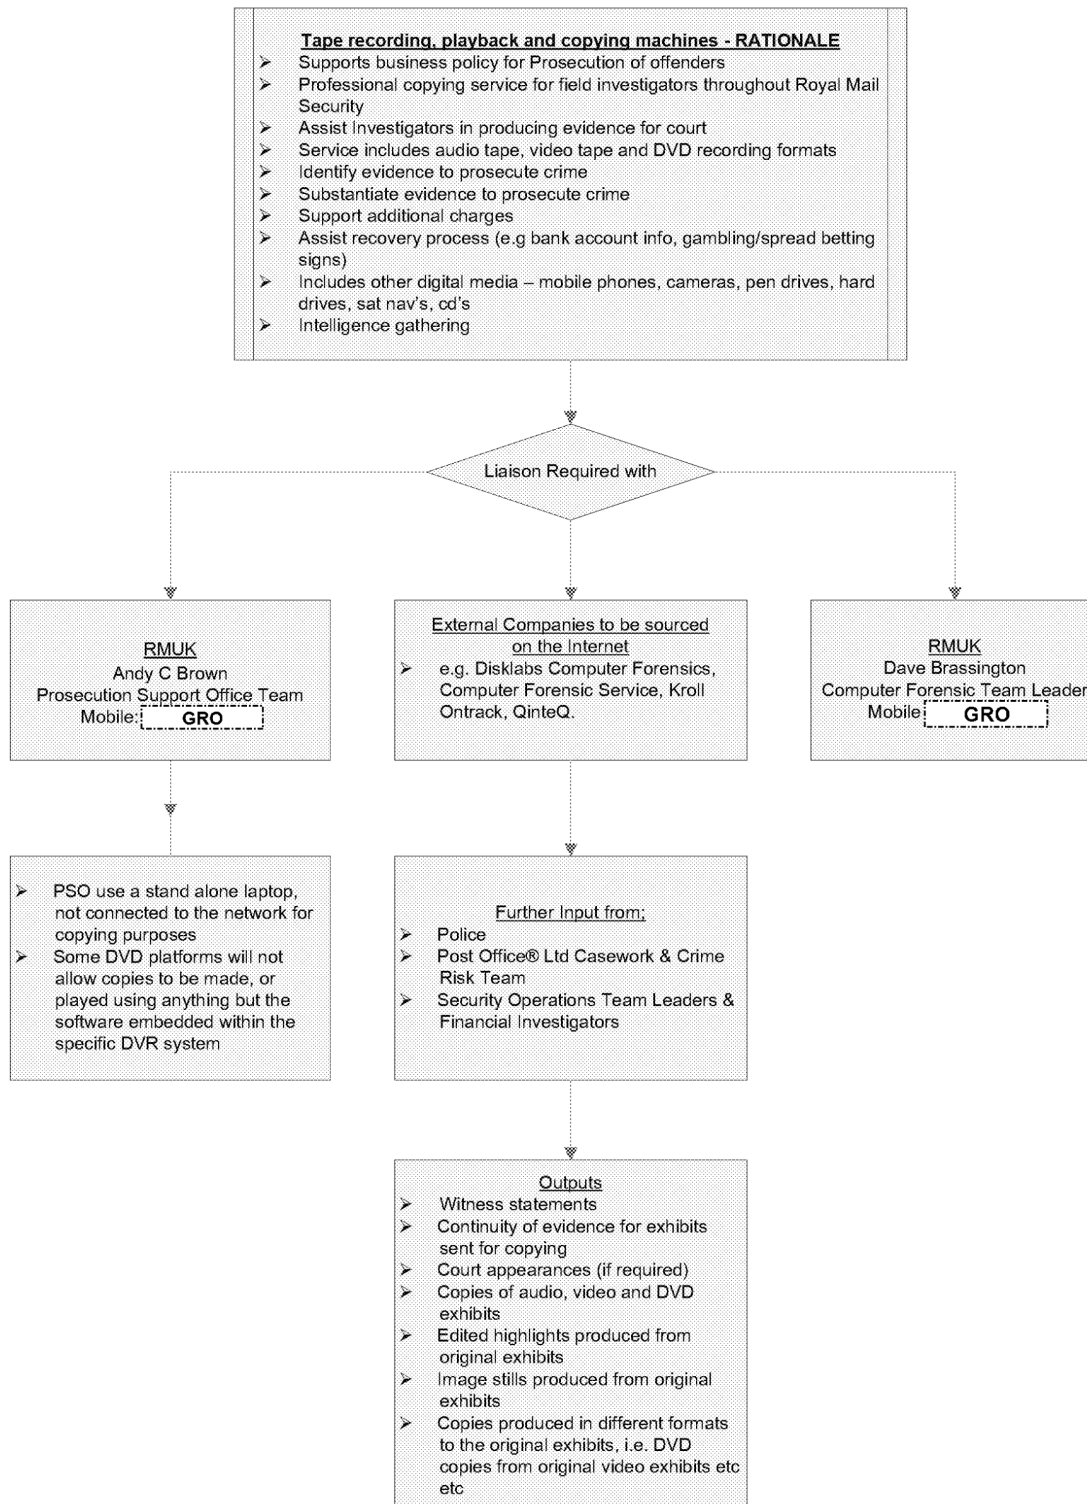 Tape recording, playback and copying machines - RATIONALE
➢ Supports business policy for Prosecution of offenders
➢ Professional copying service for field investigators throughout Royal Mail
Security
➢ Assist Investigators in producing evidence for court
➢ Service includes audio tape, video tape and DVD recording formats
➢ Identify evidence to prosecute crime
➢ Substantiate evidence to prosecute crime
➢ Support additional charges
➢ Assist recovery process (e.g bank account info, gambling/spread betting
signs)
➢ Includes other digital media – mobile phones, cameras, pen drives, hard
drives, sat nav's, cd's
➢ Intelligence gathering
Liaison Required with
RMUK
Andy C Brown
Prosecution Support Office Team
Mobile: GRO
External Companies to be sourced
on the Internet
➢ e.g. Disklabs Computer Forensics,
Computer Forensic Service, Kroll
Ontrack, QinteQ.
RMUK
Dave Brassington
Computer Forensic Team Leader
Mobile GRO
➢ PSO use a stand alone laptop,
not connected to the network for
copying purposes
➢ Some DVD platforms will not
allow copies to be made, or
played using anything but the
software embedded within the
specific DVR system
Further Input from;
➢ Police
➢ Post Office® Ltd Casework & Crime
Risk Team
➢ Security Operations Team Leaders &
Financial Investigators
Outputs
➢ Witness statements
➢ Continuity of evidence for exhibits
sent for copying
➢ Court appearances (if required)
➢ Copies of audio, video and DVD
exhibits
➢ Edited highlights produced from
original exhibits
➢ Image stills produced from original
exhibits
➢ Copies produced in different formats
to the original exhibits, i.e. DVD
copies from original video exhibits etc
etc